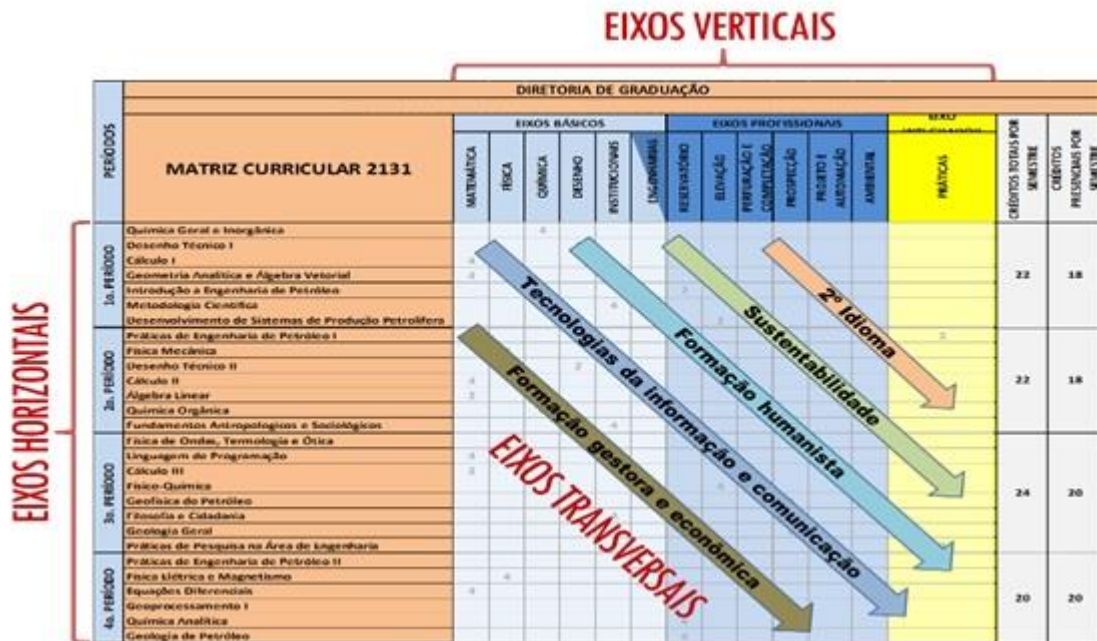 EIXOS VERTICAIS
DIRETORIA DE GRADUAÇÃO
PERÍODOS
MATRIZ CURRICULAR 2131
EIXOS BÁSICOS
EIXOS PROFISSIONAIS
MATEMÁTICA
FÍSICA
QUÍMICA
DESENHO
INSTITUCIONAIS
ENGENHARIAS
RESERVATÓRIO
ELEVAÇÃO
PERFURAÇÃO E COMPLETAÇÃO
PROSPECÇÃO
PROJETO E AUTOMAÇÃO
AMBIENTAL
PRÁTICAS
CRÉDITOS TOTAIS POR SEMESTRE
CRÉDITOS PRESENCIAIS POR SEMESTRE
EIXOS HORIZONTAIS
1o. PERÍODO
Química Geral e Inorgânica
Desenho Técnico I
Cálculo I
Geometria Analítica e Álgebra Vetorial
Introdução a Engenharia de Petróleo
Metodologia Científica
Desenvolvimento de Sistemas de Produção Petrolífera
22
18
2o. PERÍODO
Práticas de Engenharia de Petróleo I
Física Mecânica
Desenho Técnico II
Cálculo II
Álgebra Linear
Química Orgânica
Fundamentos Antropologicos e Sociológicos
22
18
3o. PERÍODO
Física de Ondas, Termologia e Ótica
Linguagem de Programação
Cálculo III
Físico-Química
Geofísica do Petróleo
Filosofia e Cidadania
Geologia Geral
Práticas de Pesquisa na Área de Engenharia
24
20
4o. PERÍODO
Práticas de Engenharia de Petróleo II
Física Elétrica e Magnetismo
Equações Diferenciais
Geoprocessamento I
Química Analítica
Geologia de Petróleo
20
20
Formação gestora e econômica
Tecnologias da informação e comunicação
Formação humanista
Sustentabilidade
2º Idioma
EIXOS TRANSVERSAIS